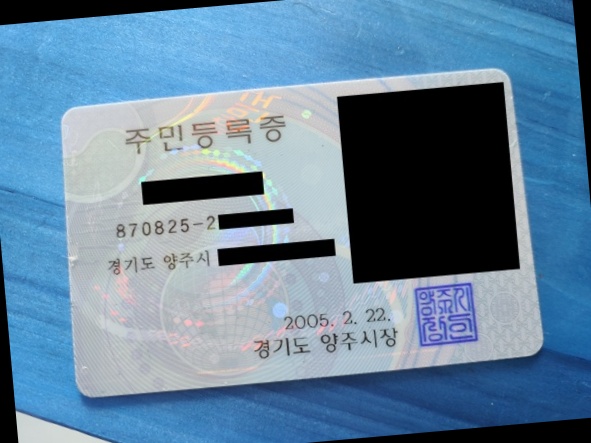 주민등록증
870825-2
경기도 양주시
2005. 2. 22.
경기도 양주시장